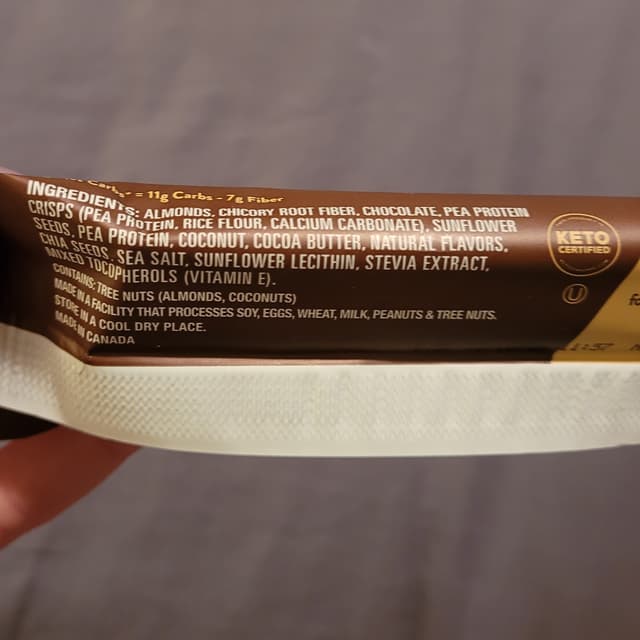 Carbs* = 11g Carbs - 7g Fiber
INGREDIENTS: ALMONDS, CHICORY ROOT FIBER, CHOCOLATE, PEA PROTEIN
CRISPS (PEA PROTEIN, RICE FLOUR, CALCIUM CARBONATE), SUNFLOWER
SEEDS, PEA PROTEIN, COCONUT, COCOA BUTTER, NATURAL FLAVORS,
CHIA SEEDS, SEA SALT, SUNFLOWER LECITHIN, STEVIA EXTRACT,
MIXED TOCOPHEROLS (VITAMIN E).
CONTAINS: TREE NUTS (ALMONDS, COCONUTS)
MADE IN A FACILITY THAT PROCESSES SOY, EGGS, WHEAT, MILK, PEANUTS & TREE NUTS.
STORE IN A COOL DRY PLACE.
MADE IN CANADA
KETO
CERTIFIED
U